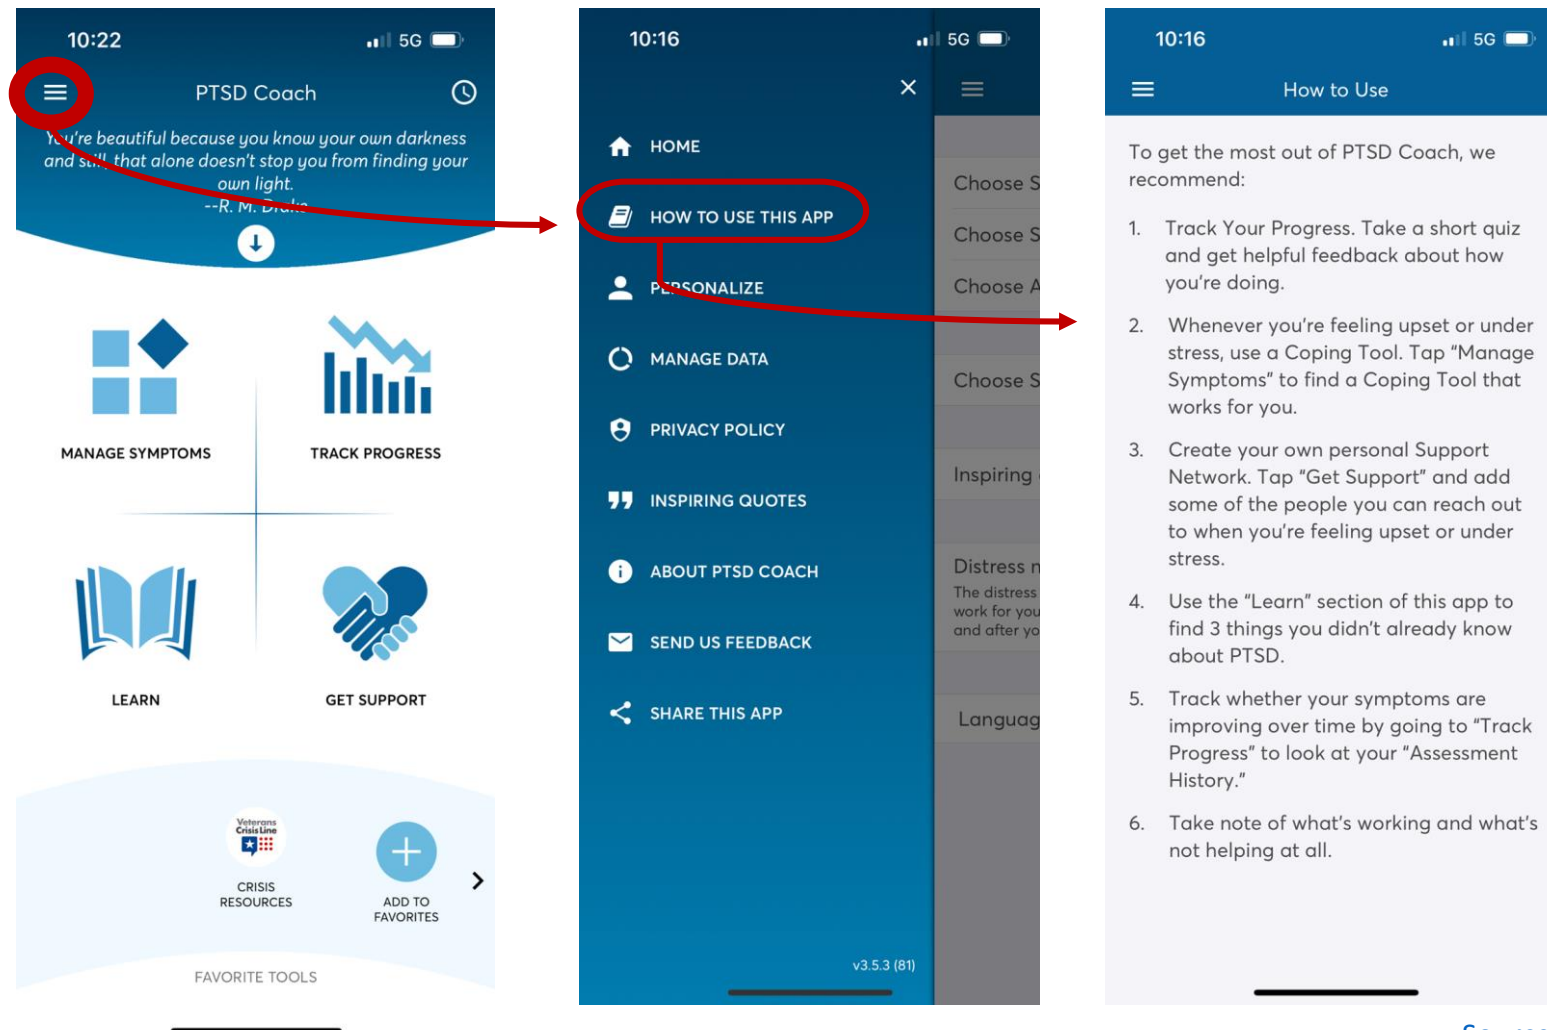 10:22
5G
PTSD Coach
You're beautiful because you know your own darkness
and still, that alone doesn't stop you from finding your
own light.
--R. M. Drake
MANAGE SYMPTOMS
TRACK PROGRESS
LEARN
GET SUPPORT
Veterans
Crisis Line
CRISIS
RESOURCES
ADD TO
FAVORITES
FAVORITE TOOLS
10:16
5G
HOME
HOW TO USE THIS APP
PERSONALIZE
MANAGE DATA
PRIVACY POLICY
INSPIRING QUOTES
ABOUT PTSD COACH
SEND US FEEDBACK
SHARE THIS APP
v3.5.3 (81)
Choose S
Choose S
Choose A
Choose S
Inspiring
Distress
The distress
work for you
and after yo
Languag
10:16
5G
How to Use
To get the most out of PTSD Coach, we
recommend:
1. Track Your Progress. Take a short quiz
and get helpful feedback about how
you're doing.
2. Whenever you're feeling upset or under
stress, use a Coping Tool. Tap "Manage
Symptoms" to find a Coping Tool that
works for you.
3. Create your own personal Support
Network. Tap "Get Support" and add
some of the people you can reach out
to when you're feeling upset or under
stress.
4. Use the "Learn" section of this app to
find 3 things you didn't already know
about PTSD.
5. Track whether your symptoms are
improving over time by going to "Track
Progress" to look at your "Assessment
History."
6. Take note of what's working and what's
not helping at all.